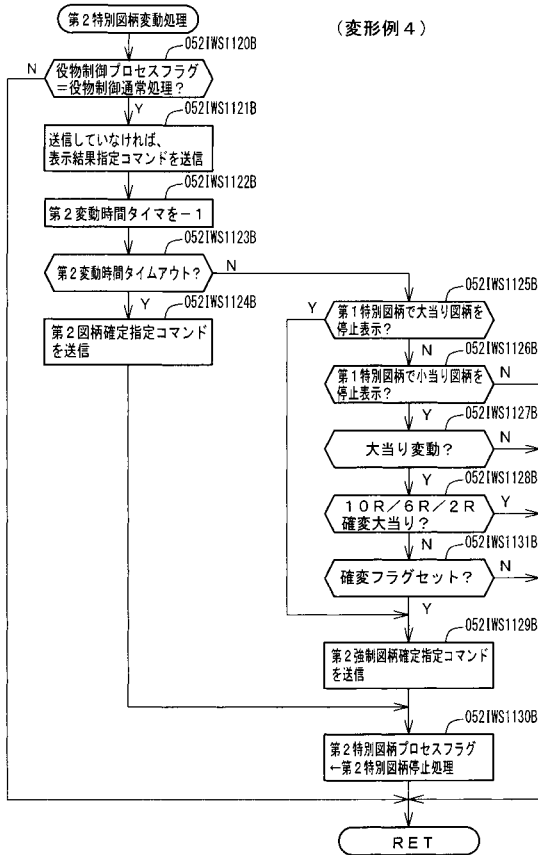 第2特別図柄変動処理
(変形例4)
052IWS1120B
N
役物制御プロセスフラグ
=役物制御通常処理?
Y
052IWS1121B
送信していなければ、
表示結果指定コマンドを送信
052IWS1122B
第2変動時間タイマを-1
052IWS1123B
第2変動時間タイムアウト?
N
Y
052IWS1124B
第2図柄確定指定コマンド
を送信
052IWS1125B
Y
第1特別図柄で大当り図柄を
停止表示?
N
052IWS1126B
第1特別図柄で小当り図柄を
停止表示?
N
Y
052IWS1127B
大当り変動?
N
Y
052IWS1128B
10R/6R/2R
確変大当り?
Y
N
052IWS1131B
確変フラグセット?
N
Y
052IWS1129B
第2強制図柄確定指定コマンド
を送信
052IWS1130B
第2特別図柄プロセスフラグ
←第2特別図柄停止処理
RET